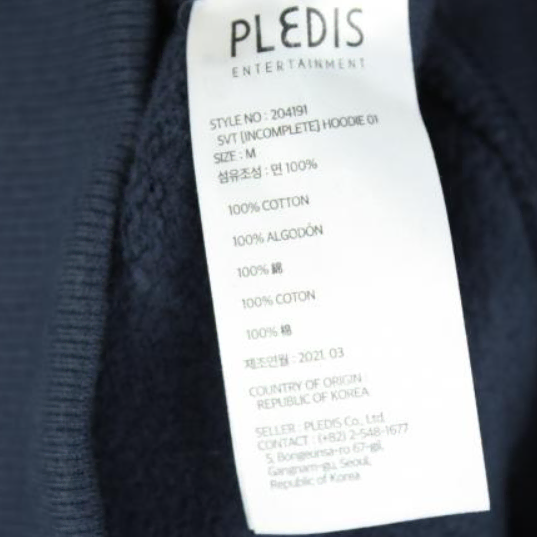 PLEDIS
ENTERTAINMENT
STYLE NO : 204191
SVT [INCOMPLETE] HOODIE 01
SIZE : M
섬유조성 : 면 100%
100% COTTON
100% ALGODÓN
100% 綿
100% COTON
100% 棉
제조연월 : 2021. 03
COUNTRY OF ORIGIN
REPUBLIC OF KOREA
SELLER : PLEDIS Co., Ltd.
CONTACT : (+82) 2-548-1677
5, Bongeunsa-ro 67-gil,
Gangnam-gu, Seoul,
Republic of Korea